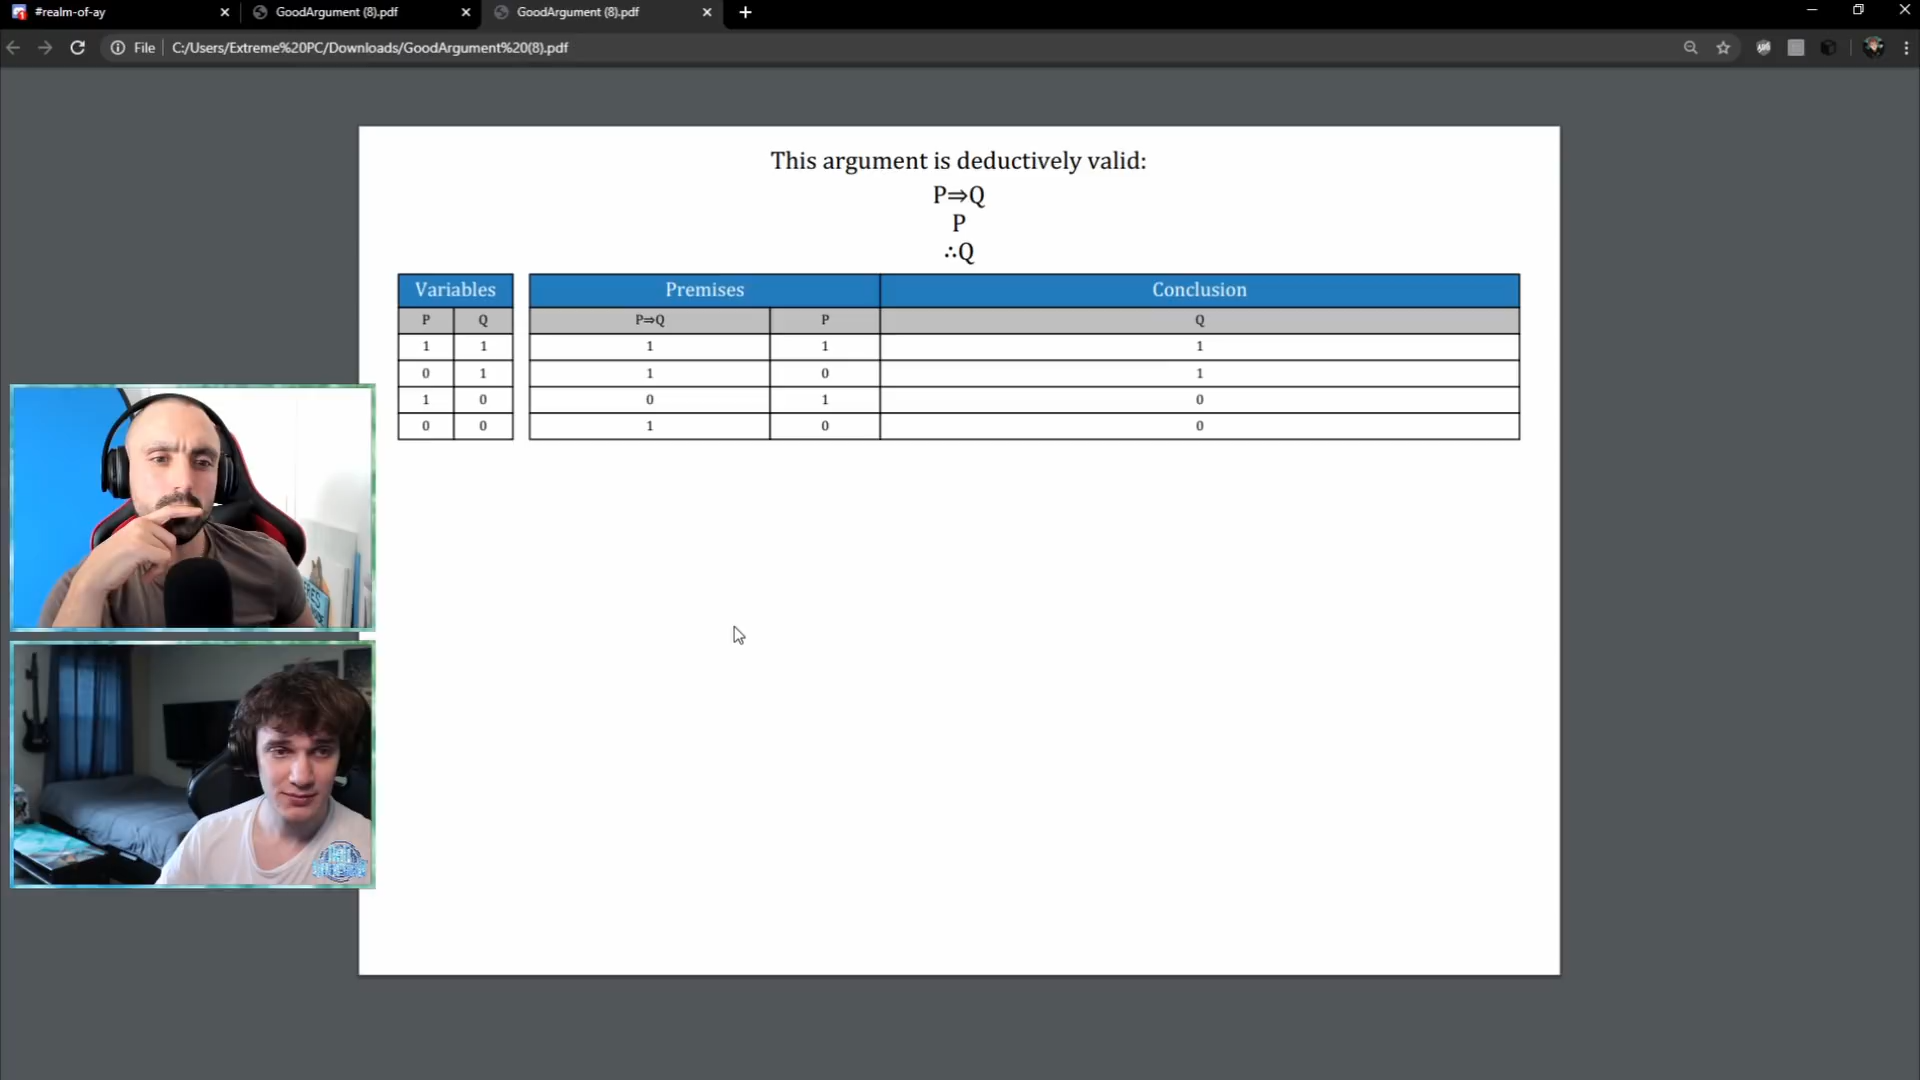 #realm-of-ay
GoodArgument (8).pdf
GoodArgument (8).pdf
File
C:/Users/Extreme%20PC/Downloads/GoodArgument%20(8).pdf
This argument is deductively valid:
P⇒Q
P
∴Q
Variables Premises Conclusion
P Q P⇒Q P Q
1 1 1 1 1
0 1 1 0 1
1 0 0 1 0
0 0 1 0 0